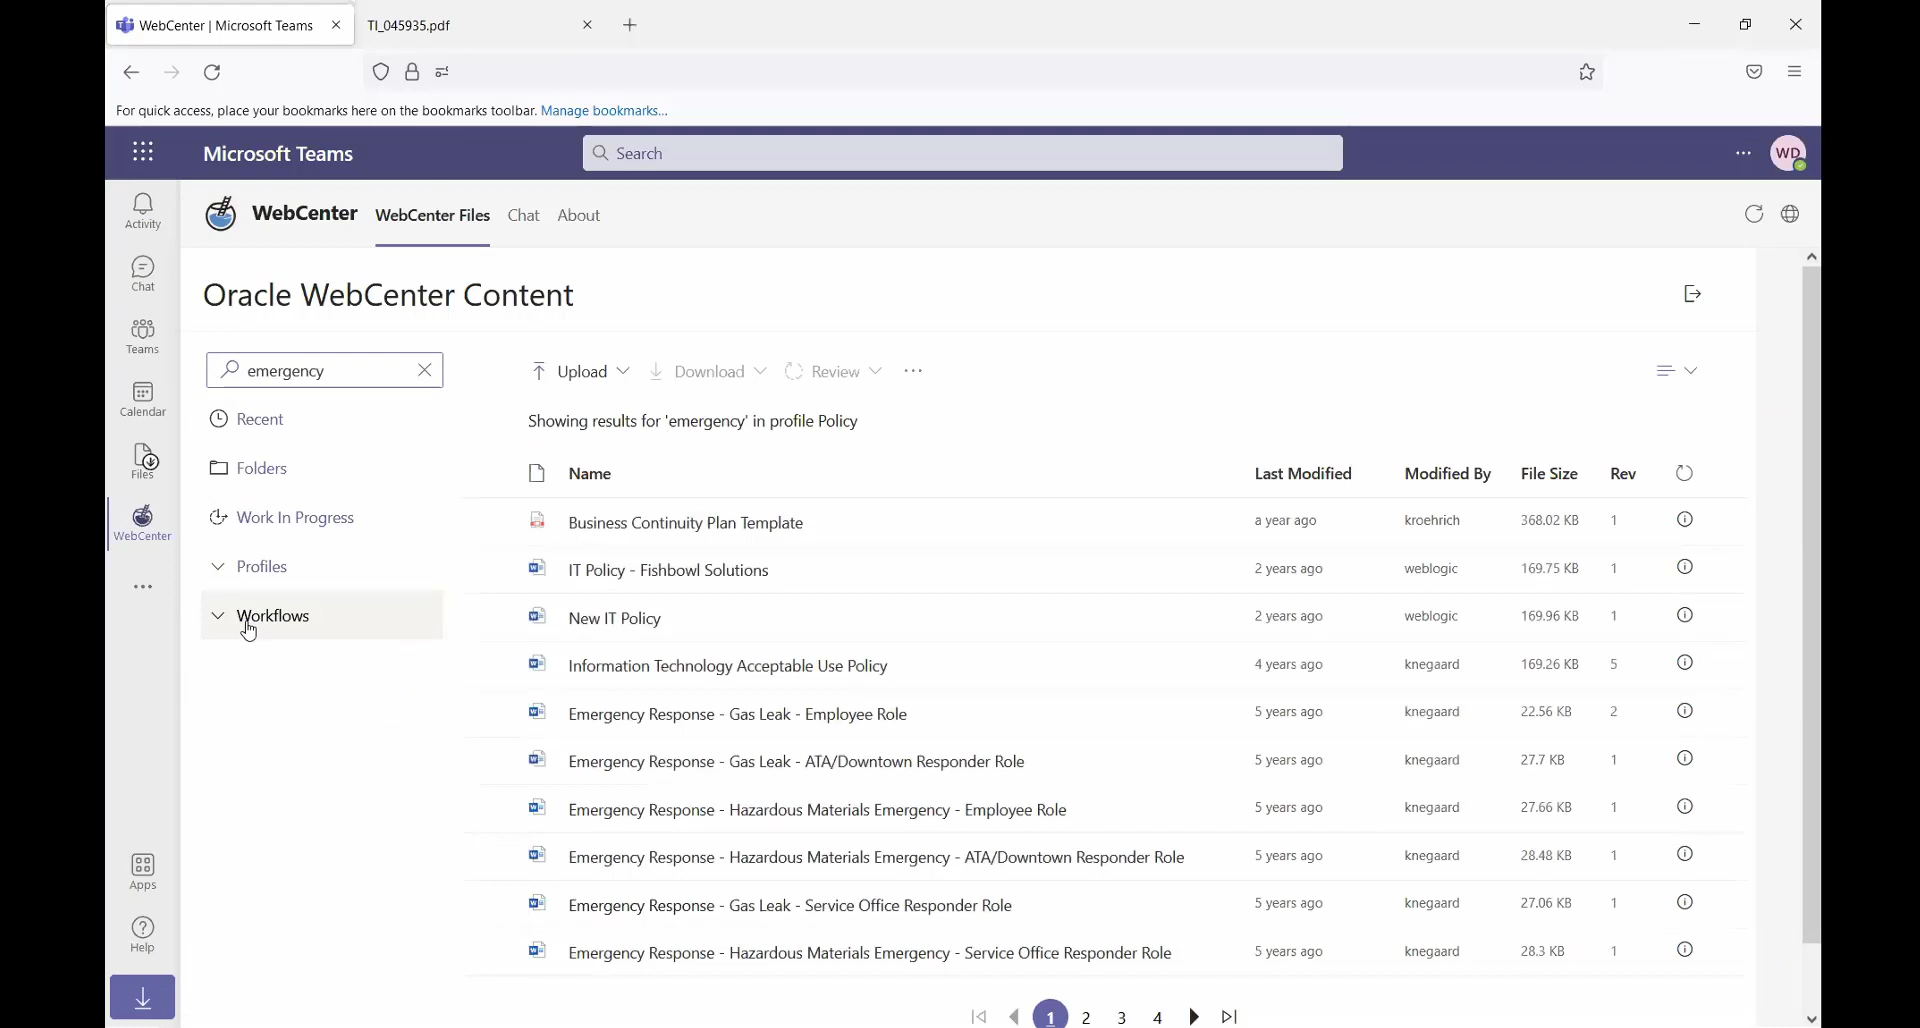 WebCenter | Microsoft Teams
TI_045935.pdf
For quick access, place your bookmarks here on the bookmarks toolbar. Manage bookmarks...
Microsoft Teams
Search
WD
Activity
Chat
Teams
Calendar
Files
WebCenter
Apps
Help
WebCenter
WebCenter Files
Chat
About
Oracle WebCenter Content
emergency
Recent
Folders
Work In Progress
Profiles
Workflows
Upload
Download
Review
Showing results for 'emergency' in profile Policy
Name Last Modified Modified By File Size Rev
Business Continuity Plan Template a year ago kroehrich 368.02 KB 1
IT Policy - Fishbowl Solutions 2 years ago weblogic 169.75 KB 1
New IT Policy 2 years ago weblogic 169.96 KB 1
Information Technology Acceptable Use Policy 4 years ago knegaard 169.26 KB 5
Emergency Response - Gas Leak - Employee Role 5 years ago knegaard 22.56 KB 2
Emergency Response - Gas Leak - ATA/Downtown Responder Role 5 years ago knegaard 27.7 KB 1
Emergency Response - Hazardous Materials Emergency - Employee Role 5 years ago knegaard 27.66 KB 1
Emergency Response - Hazardous Materials Emergency - ATA/Downtown Responder Role 5 years ago knegaard 28.48 KB 1
Emergency Response - Gas Leak - Service Office Responder Role 5 years ago knegaard 27.06 KB 1
Emergency Response - Hazardous Materials Emergency - Service Office Responder Role 5 years ago knegaard 28.3 KB 1
1 2 3 4